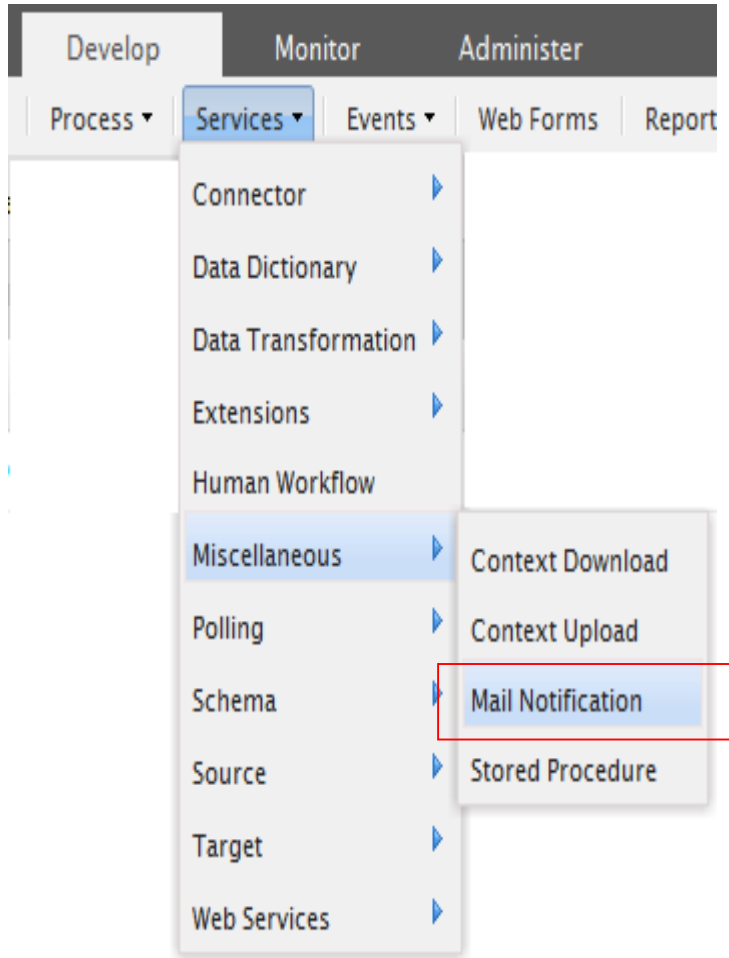 Develop Monitor Administer
Process Services Events Web Forms Report
Connector
Data Dictionary
Data Transformation
Extensions
Human Workflow
Miscellaneous
Polling
Schema
Source
Target
Web Services
Context Download
Context Upload
Mail Notification
Stored Procedure